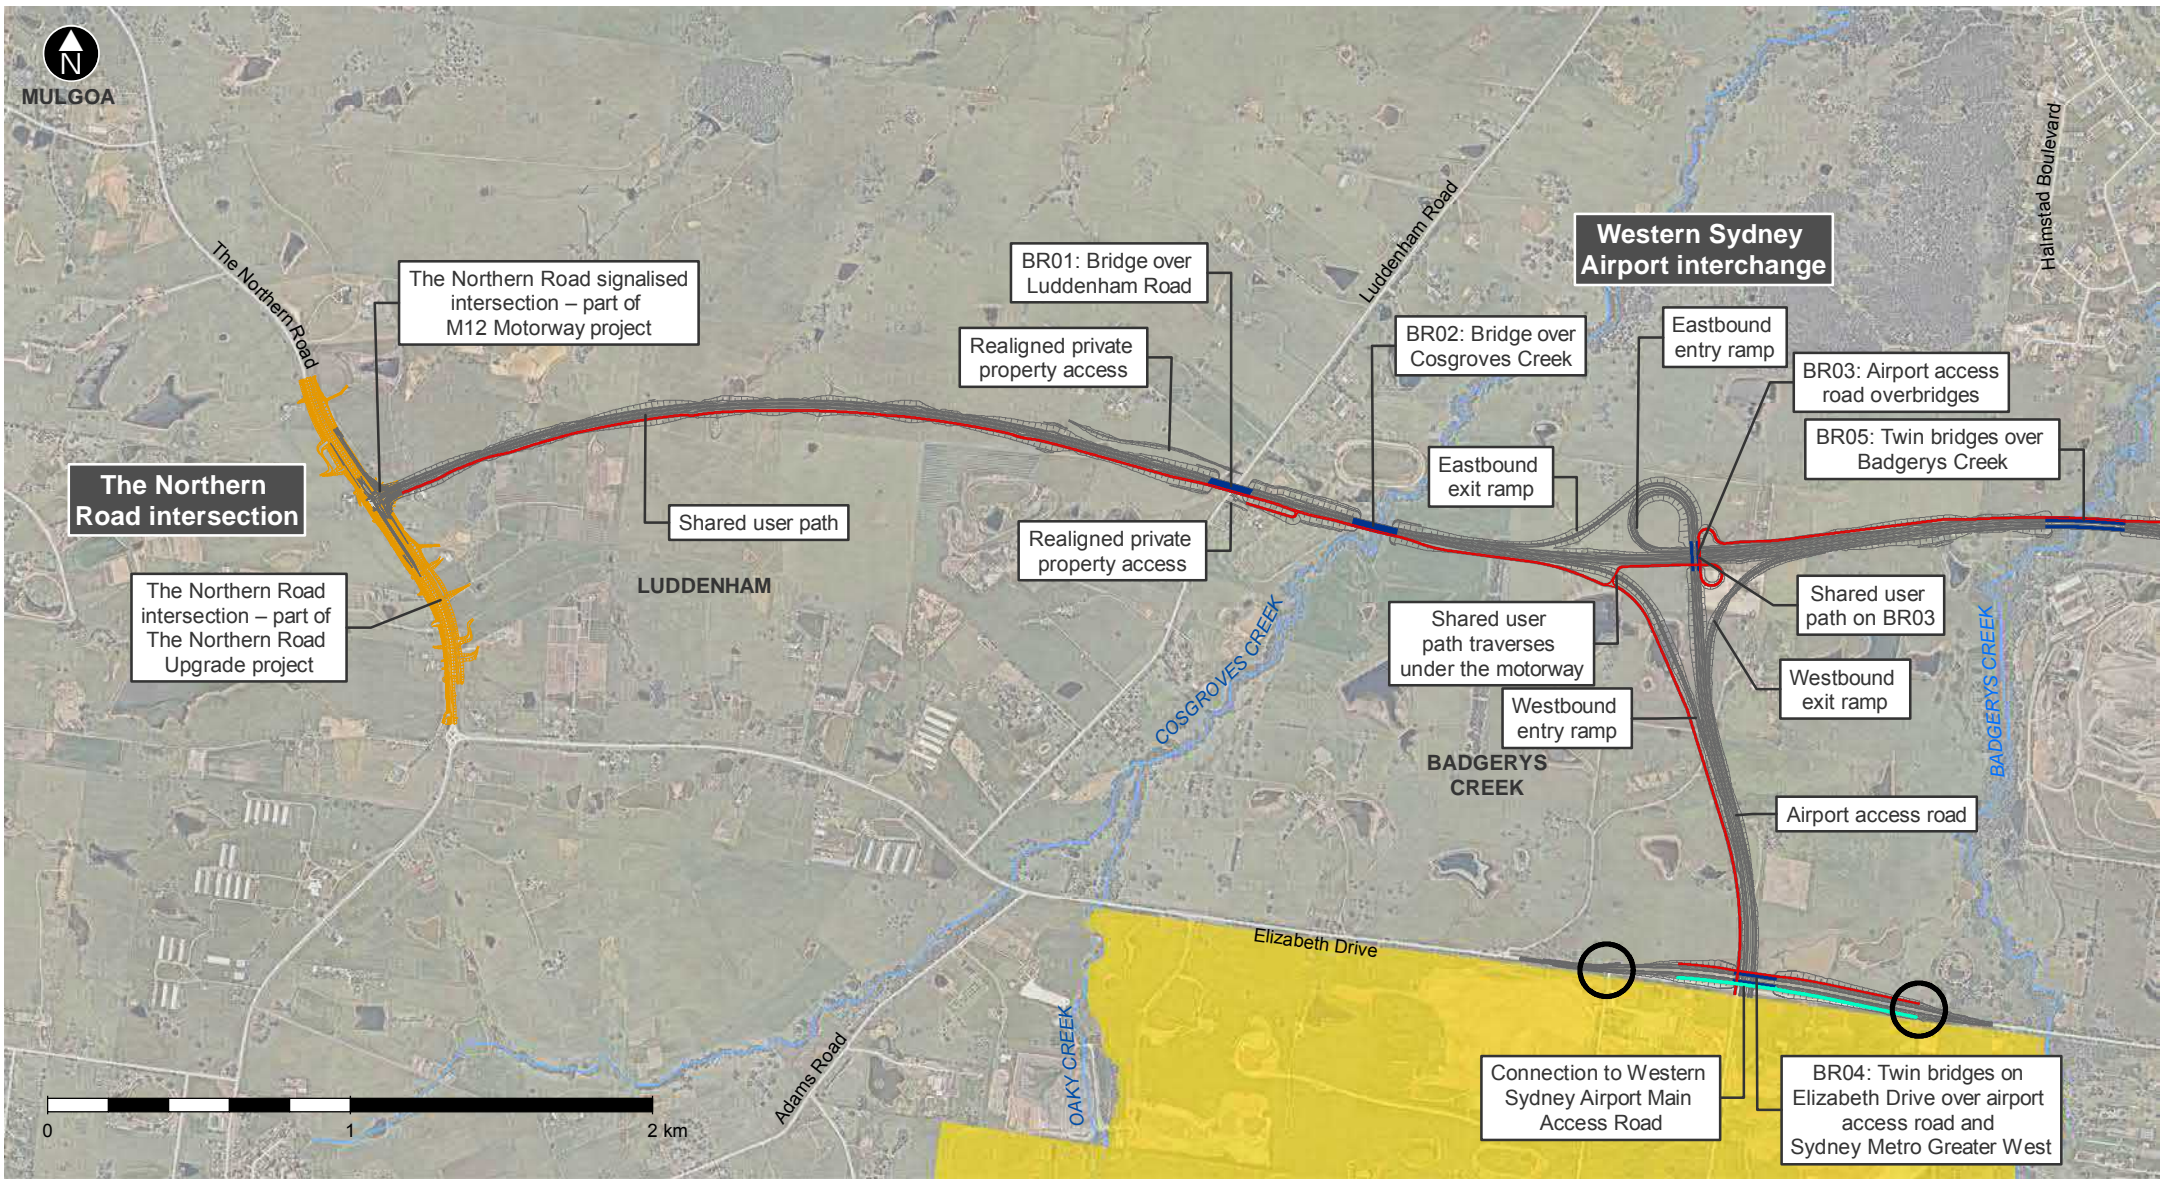 N
MULGOA
The Northern Road
The Northern Road signalised
intersection – part of
M12 Motorway project
BR01: Bridge over
Luddenham Road
Realigned private
property access
Luddenham Road
Western Sydney
Airport interchange
Halmstad Boulevard
BR02: Bridge over
Cosgroves Creek
Eastbound
entry ramp
BR03: Airport access
road overbridges
BR05: Twin bridges over
Badgerys Creek
Eastbound
exit ramp
The Northern
Road intersection
Shared user path
Realigned private
property access
The Northern Road
intersection – part of
The Northern Road
Upgrade project
LUDDENHAM
COSGROVES CREEK
Shared user
path traverses
under the motorway
Shared user
path on BR03
Westbound
exit ramp
Westbound
entry ramp
BADGERYS CREEK
BADGERYS
CREEK
Airport access road
Elizabeth Drive
OAKY CREEK
Adams Road
Connection to Western
Sydney Airport Main
Access Road
BR04: Twin bridges on
Elizabeth Drive over airport
access road and
Sydney Metro Greater West
0
1
2 km